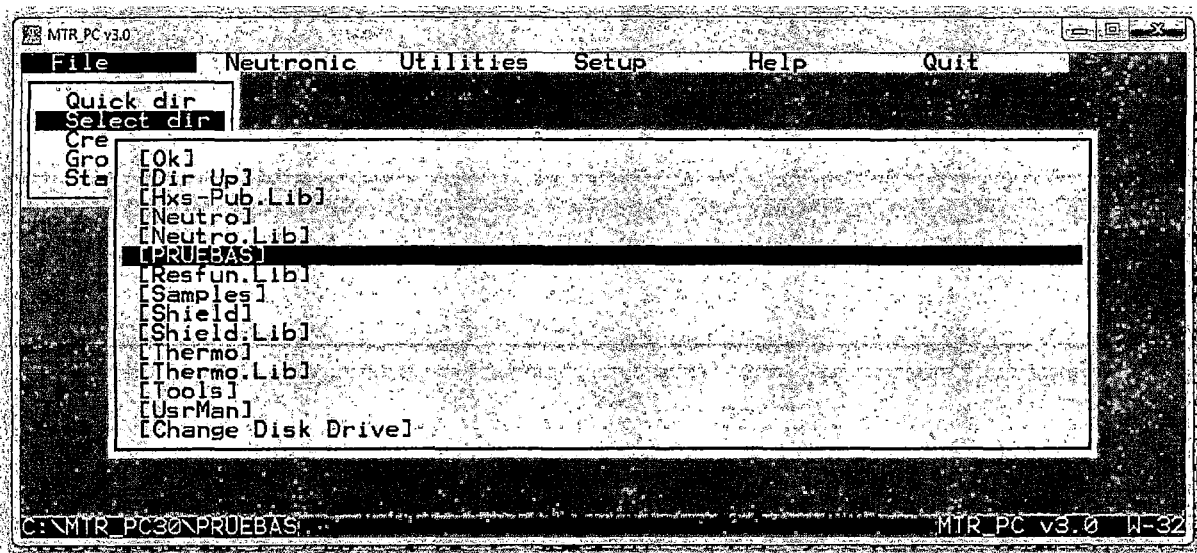 MTR_PC v3.0
File Neutronic Utilities Setup Help Quit
Quick dir
Select dir
Cre
Gro
Sta
[Ok]
[Dir Up]
[Hxs-Pub.Lib]
[Neutro]
[Neutro.Lib]
[PRUEBAS]
[Resfun.Lib]
[Samples]
[Shield]
[Shield.Lib]
[Thermo]
[Thermo.Lib]
[Tools]
[UsrMan]
[Change Disk Drive]
C:\MTR_PC30\PRUEBAS MTR_PC v3.0 W-32